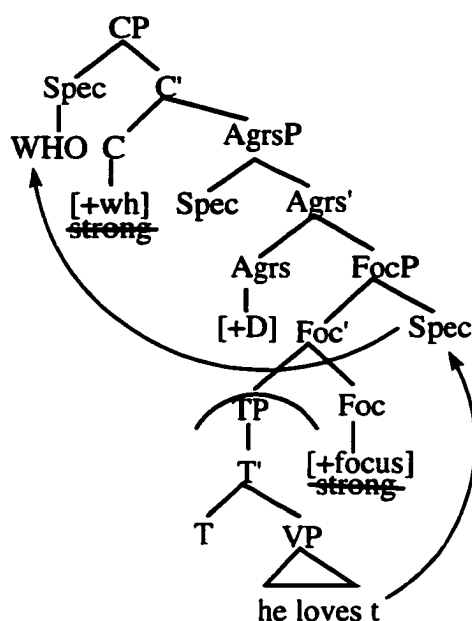 CP
Spec C'
WHO C AgrsP
[+wh] Spec Agrs'
strong
Agrs FocP
[+D] Foc' Spec
TP Foc
T' [+focus]
strong
T VP
he loves t